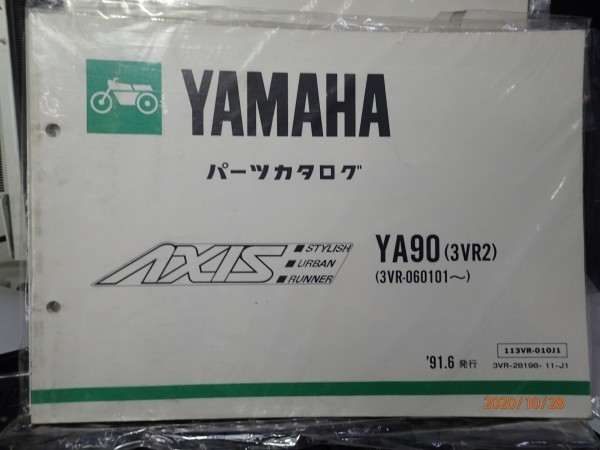 YAMAHA
パーツカタログ
AXIS
■ STYLISH
■ URBAN
■ RUNNER
YA90 (3VR2)
(3VR-060101〜)
113VR-010J1
'91.6 発行
3VR-28198-11-J1
2020/10/28